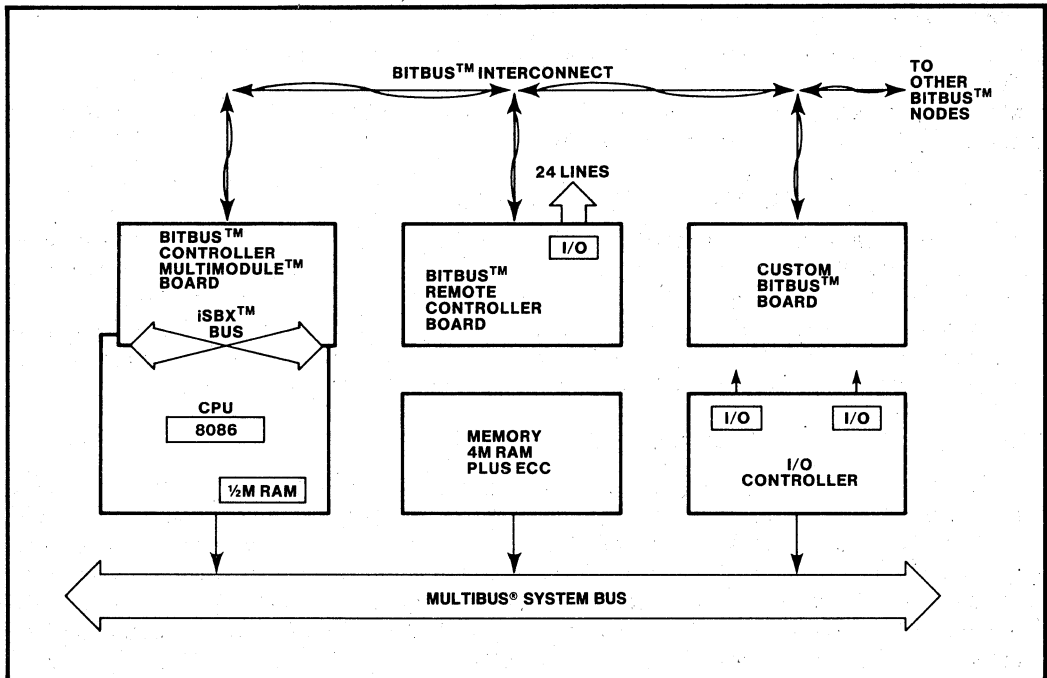 BITBUS™ INTERCONNECT
TO
OTHER
BITBUS™
NODES
24 LINES
BITBUS™
CONTROLLER
MULTIMODULE™
BOARD
iSBX™
BUS
I/O
BITBUS™
REMOTE
CONTROLLER
BOARD
CUSTOM
BITBUS™
BOARD
CPU
8086
½M RAM
MEMORY
4M RAM
PLUS ECC
I/O
I/O
I/O
CONTROLLER
MULTIBUS® SYSTEM BUS